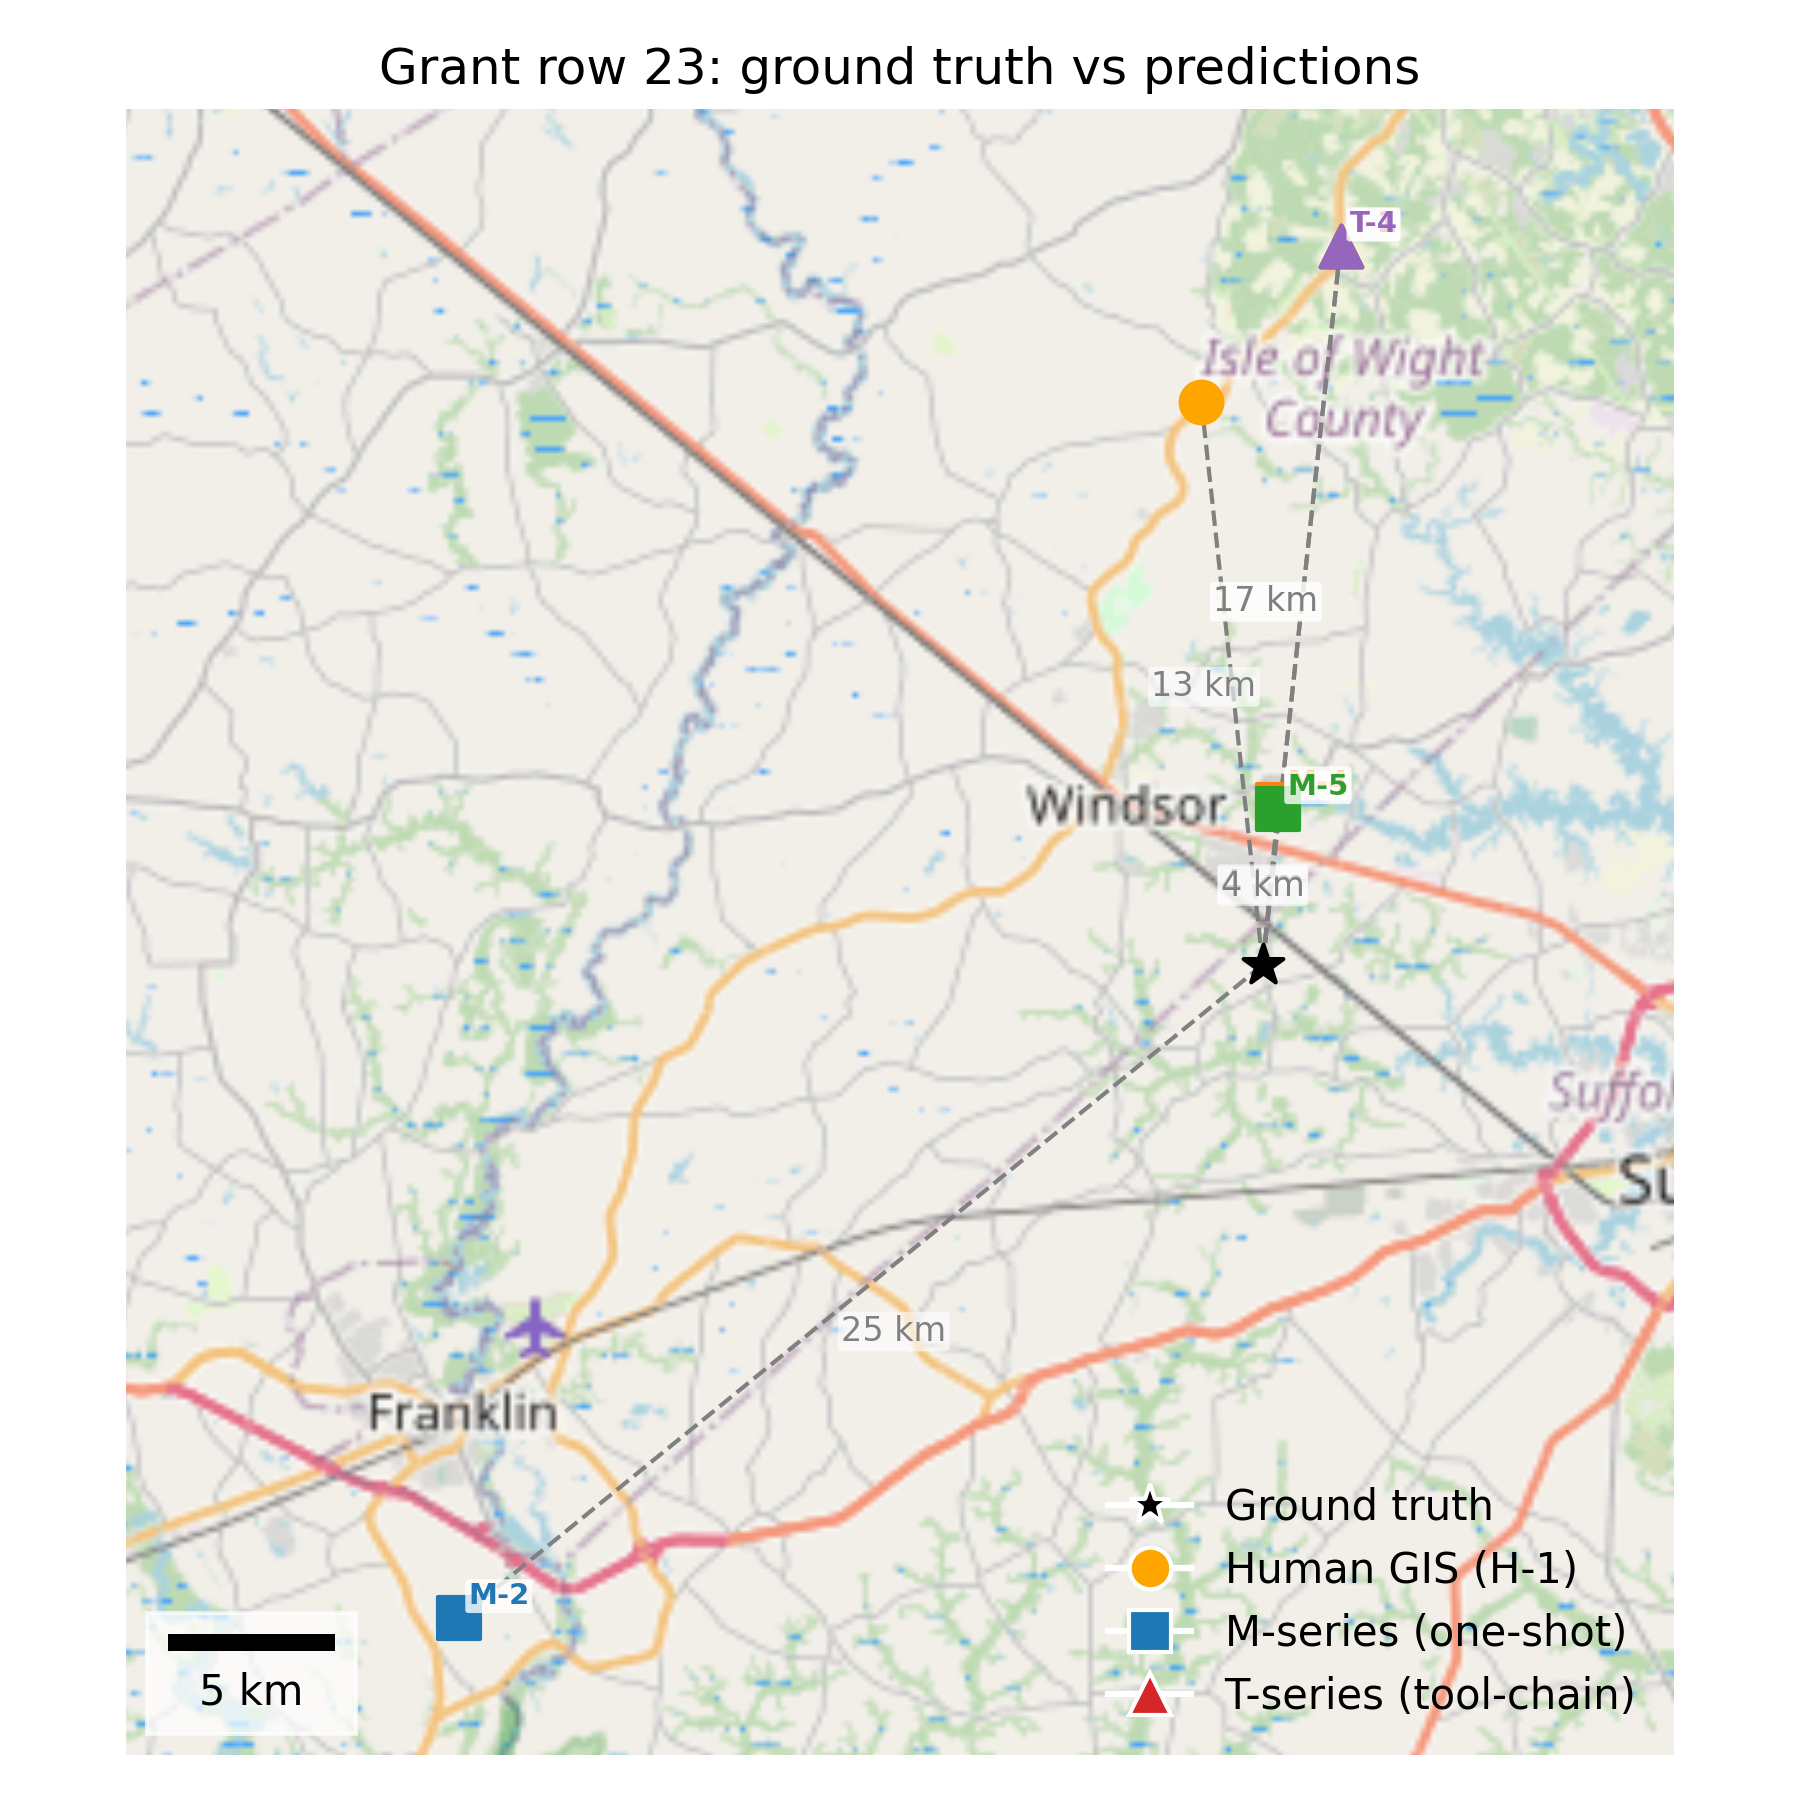 Grant row 23: ground truth vs predictions
T-4
Isle of Wight
County
17 km
13 km
M-5
Windsor
4 km
Suffol
Su
25 km
Franklin
M-2
5 km
Ground truth
Human GIS (H-1)
M-series (one-shot)
T-series (tool-chain)